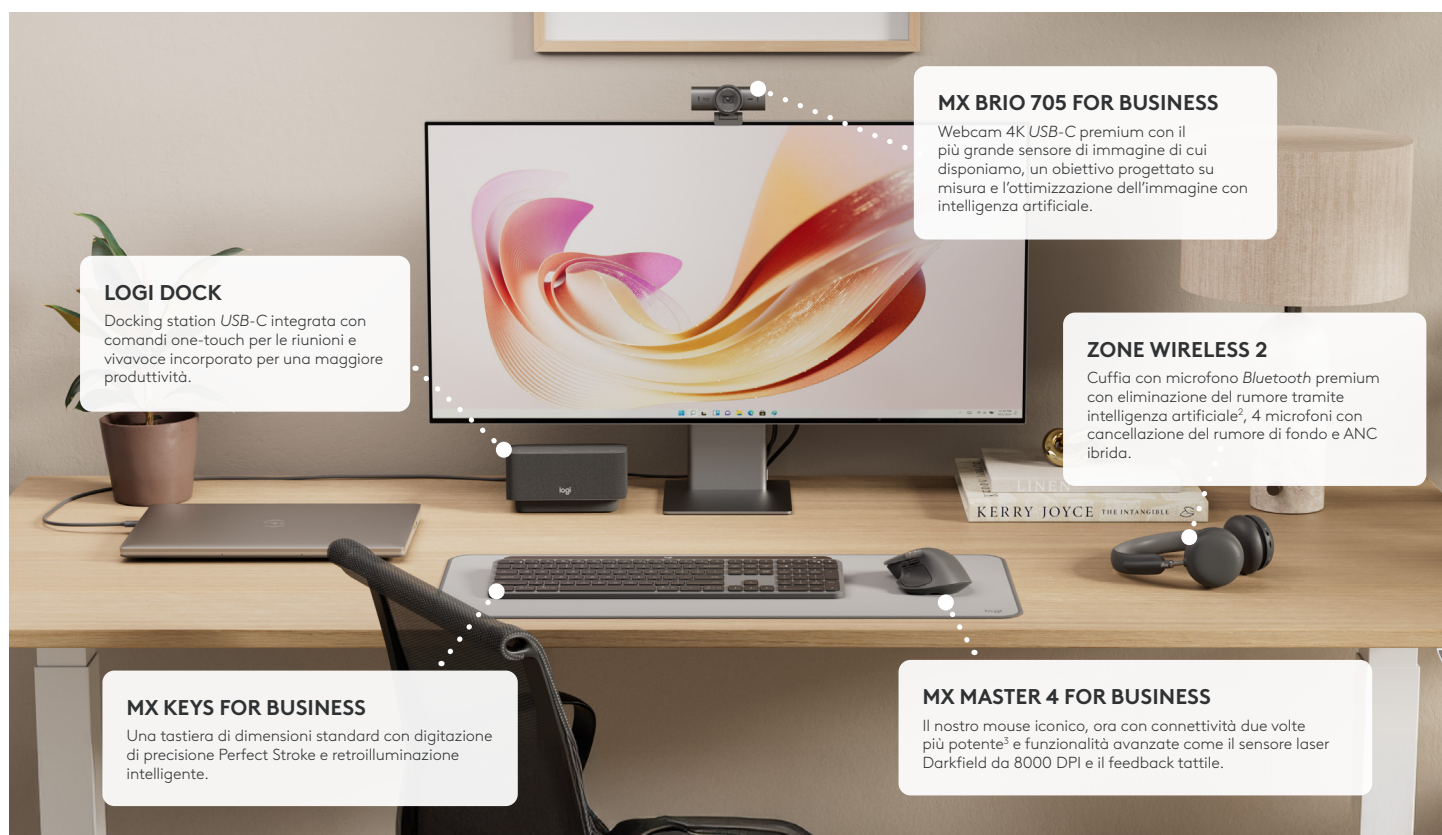 MX BRIO 705 FOR BUSINESS
Webcam 4K USB-C premium con il
più grande sensore di immagine di cui
disponiamo, un obiettivo progettato su
misura e l'ottimizzazione dell'immagine con
intelligenza artificiale.
LOGI DOCK
Docking station USB-C integrata con
comandi one-touch per le riunioni e
vivavoce incorporato per una maggiore
produttività.
ZONE WIRELESS 2
Cuffia con microfono Bluetooth premium
con eliminazione del rumore tramite
intelligenza artificiale², 4 microfoni con
cancellazione del rumore di fondo e ANC
ibrida.
logi
LINEN
KERRY JOYCE THE INTANGIBLE
logi
MX KEYS FOR BUSINESS
Una tastiera di dimensioni standard con digitazione
di precisione Perfect Stroke e retroilluminazione
intelligente.
MX MASTER 4 FOR BUSINESS
Il nostro mouse iconico, ora con connettività due volte
più potente³ e funzionalità avanzate come il sensore laser
Darkfield da 8000 DPI e il feedback tattile.